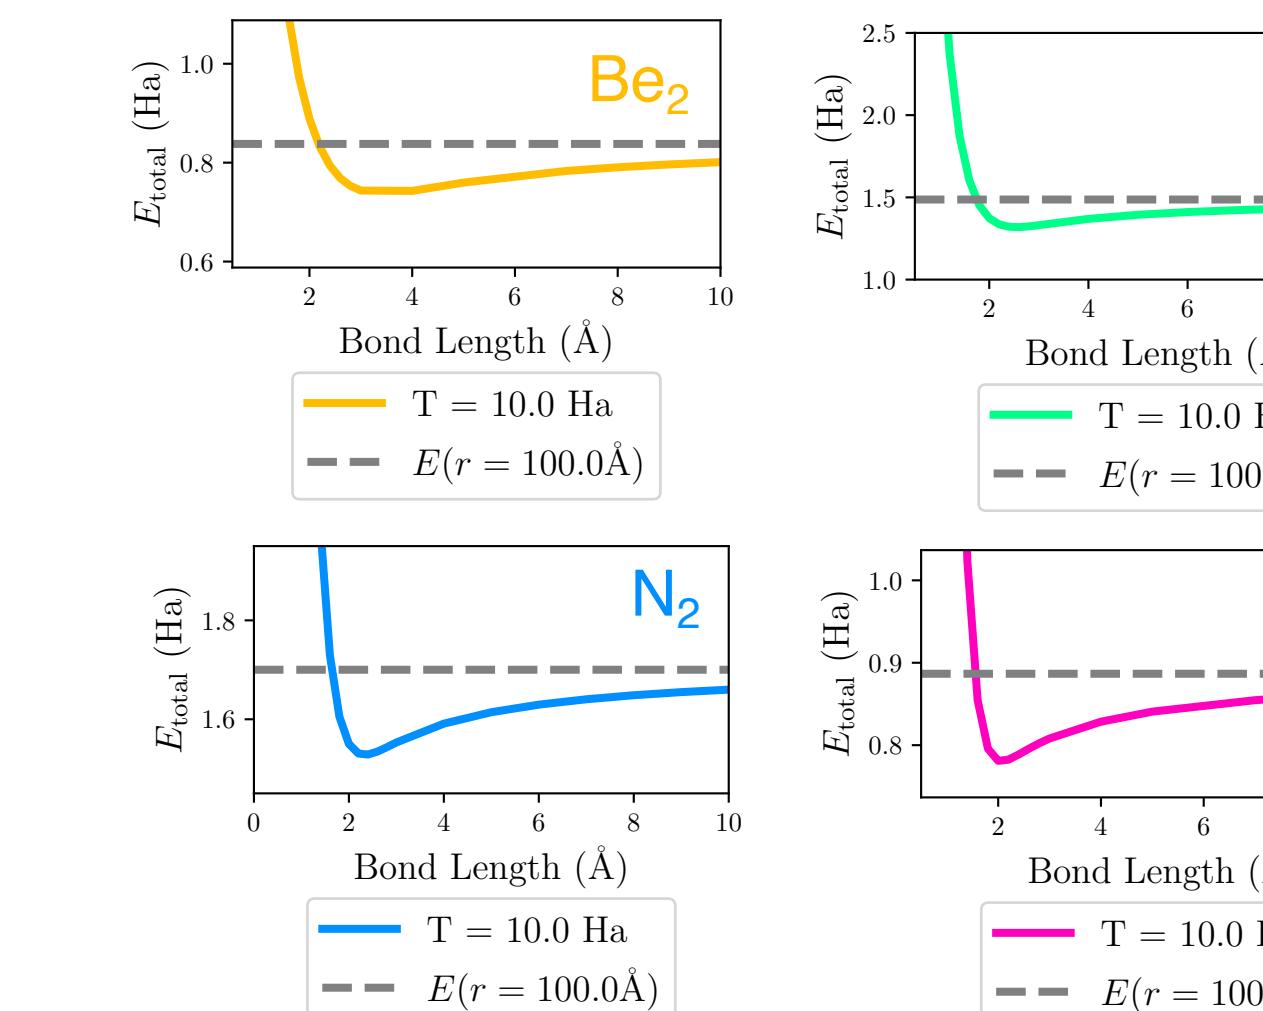 1.0
0.8
0.6
E_total (Ha)
Be₂
2 4 6 8 10
Bond Length (Å)
T = 10.0 Ha
E(r = 100.0Å)
2.5
2.0
1.5
1.0
E_total (Ha)
2 4 6
Bond Length (
T = 10.0
E(r = 100
1.8
1.6
E_total (Ha)
N₂
0 2 4 6 8 10
Bond Length (Å)
T = 10.0 Ha
E(r = 100.0Å)
1.0
0.9
0.8
E_total (Ha)
2 4 6
Bond Length (
T = 10.0
E(r = 100